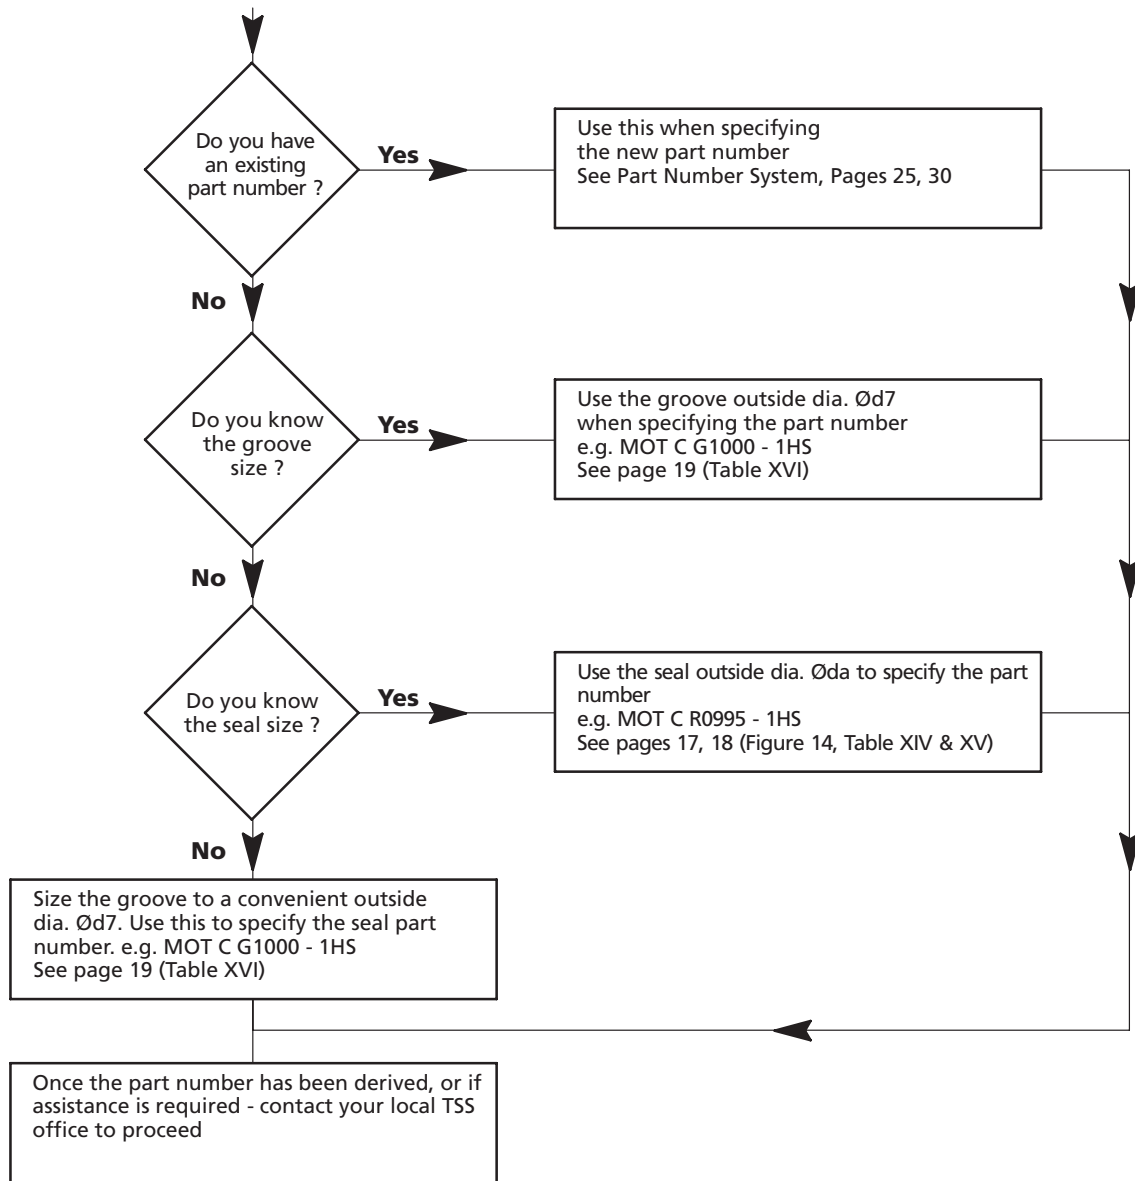 Do you have
an existing
part number ?
Yes
Use this when specifying
the new part number
See Part Number System, Pages 25, 30
No
Do you know
the groove
size ?
Yes
Use the groove outside dia. Ød7
when specifying the part number
e.g. MOT C G1000 - 1HS
See page 19 (Table XVI)
No
Do you know
the seal size ?
Yes
Use the seal outside dia. Øda to specify the part
number
e.g. MOT C R0995 - 1HS
See pages 17, 18 (Figure 14, Table XIV & XV)
No
Size the groove to a convenient outside
dia. Ød7. Use this to specify the seal part
number. e.g. MOT C G1000 - 1HS
See page 19 (Table XVI)
Once the part number has been derived, or if
assistance is required - contact your local TSS
office to proceed